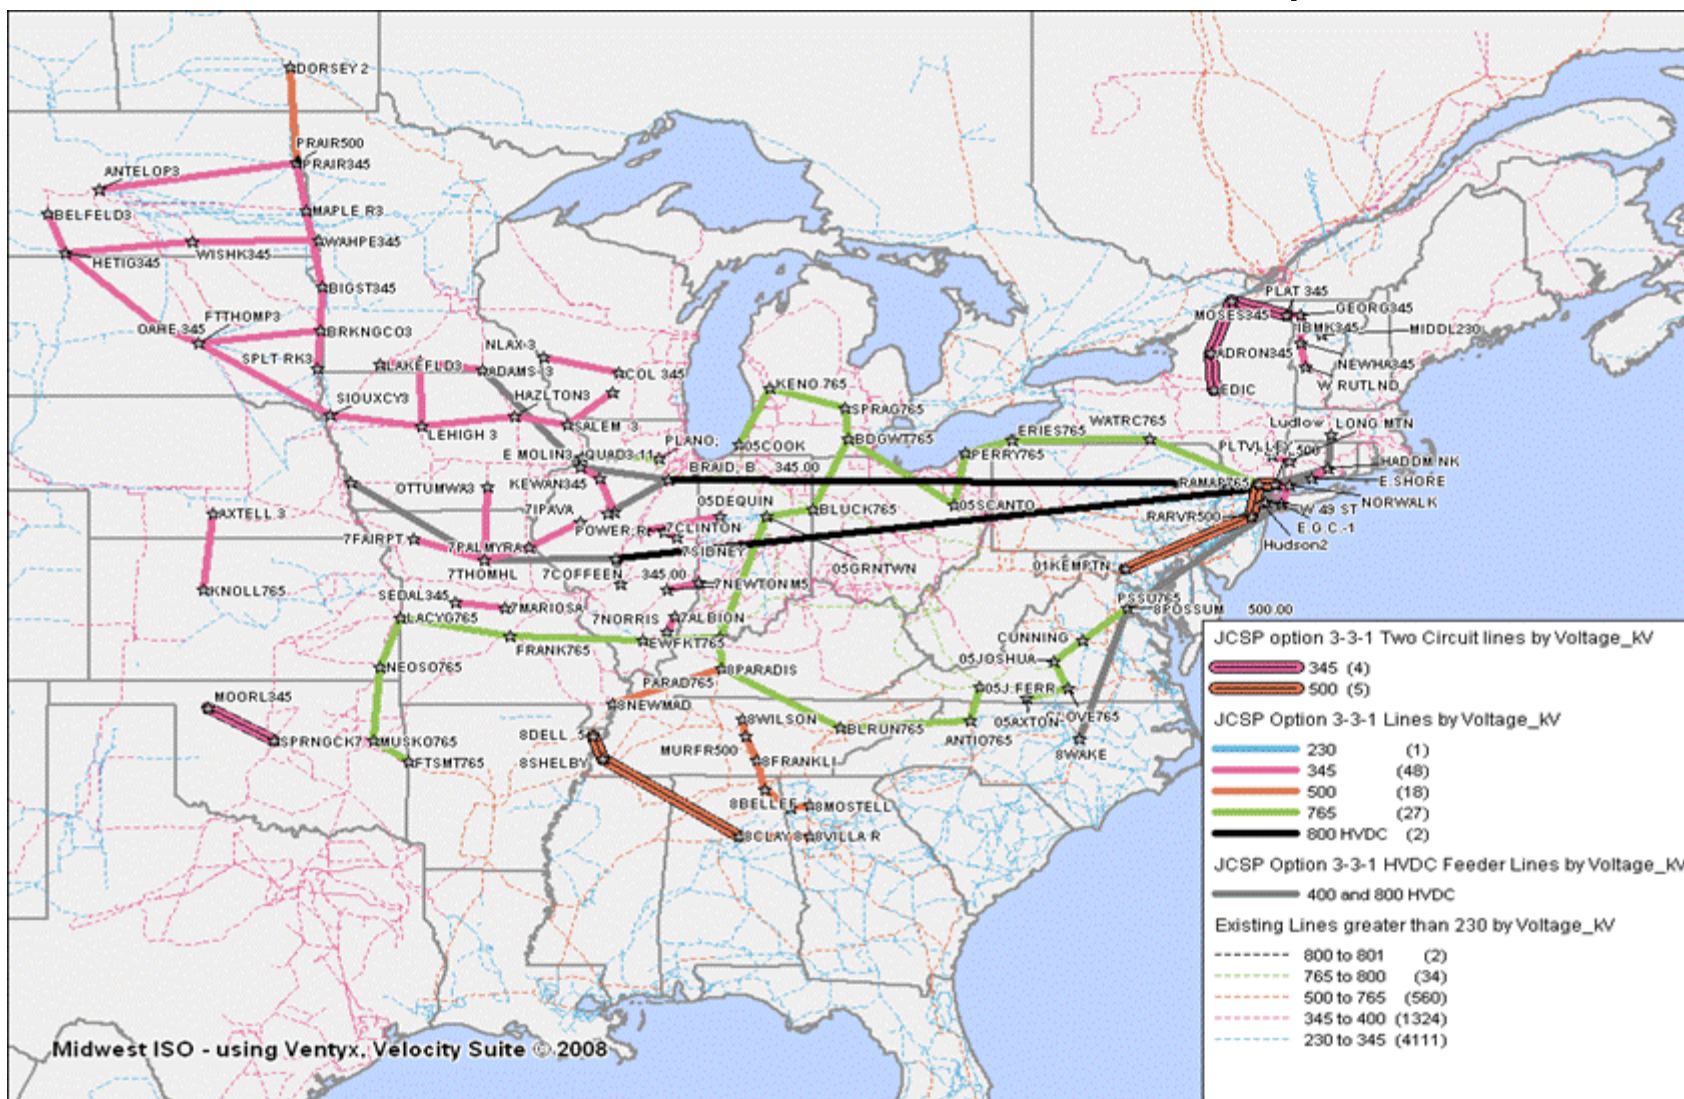 DORSEY 2
PRAIR500
PRAIR345
ANTELOP3
MAPLE R3
BELFELD3
WISHK345
WAHPE345
HETIG345
BIGST345
FTTHOMP3
OAHE 345
BRKNGCO3
SPLT RK3
LAKEFLD3
NLAX-3
ADAMS-3
COL 345
SIOUXCY3
HAZLTON3
LEHIGH 3
SALEM 3
KENO 765
SPRAG765
BDGWT765
05COOK
PLANO;
E MOLIN3
QUAD3-11
BRAID; B
345.00
KEWAN345
OTTUMWA3
7IPAVA
POWER;R
05DEQUIN
7CLINTON
BLUCK765
PERRY765
05SCANTO
ERIES765
WATRC765
PLAT 345
MOSES345
GEORG345
IBMK345
MIDDL230
ADRON345
NEWHA345
W RUTLND
EDIC
Ludlow
LONG MTN
PLTVLLEY
500
HADDM NK
E.SHORE
RAMAP765
NORWALK
W 49 ST
RARVR500
E.G.C.-1
Hudson2
AXTELL 3
7FAIRPT
7PALMYRA
7THOMHL
7COFFEEN
7SIBNEY
345.00
05GRNTWN
01KEMPTN
KNOLL765
SEDAL345
7MARIOSA
7NEWTON
M5
7NORRIS
7ALBION
LACYG765
FRANK765
EWFKT765
PSSU765
8POSSUM
500.00
CUNNING
05JOSHUA
NEOSO765
8PARADIS
PARAD765
05J.FERR
MOORL345
8NEWMAD
8WILSON
05AXTON
OVE765
SPRNGCK7
MUSKO765
8DELL 5
MURFR500
BLRUN765
ANTIO765
8WAKE
FTSMT765
8SHELBY
8FRANKLI
8BELLEF
8MOSTELL
8CLAY 8
8VILLA R
JCSP option 3-3-1 Two Circuit lines by Voltage_kV
345 (4)
500 (5)
JCSP Option 3-3-1 Lines by Voltage_kV
230 (1)
345 (48)
500 (18)
765 (27)
800 HVDC (2)
JCSP Option 3-3-1 HVDC Feeder Lines by Voltage_kV
400 and 800 HVDC
Existing Lines greater than 230 by Voltage_kV
800 to 801 (2)
765 to 800 (34)
500 to 765 (560)
345 to 400 (1324)
230 to 345 (4111)
Midwest ISO - using Ventyx, Velocity Suite © 2008